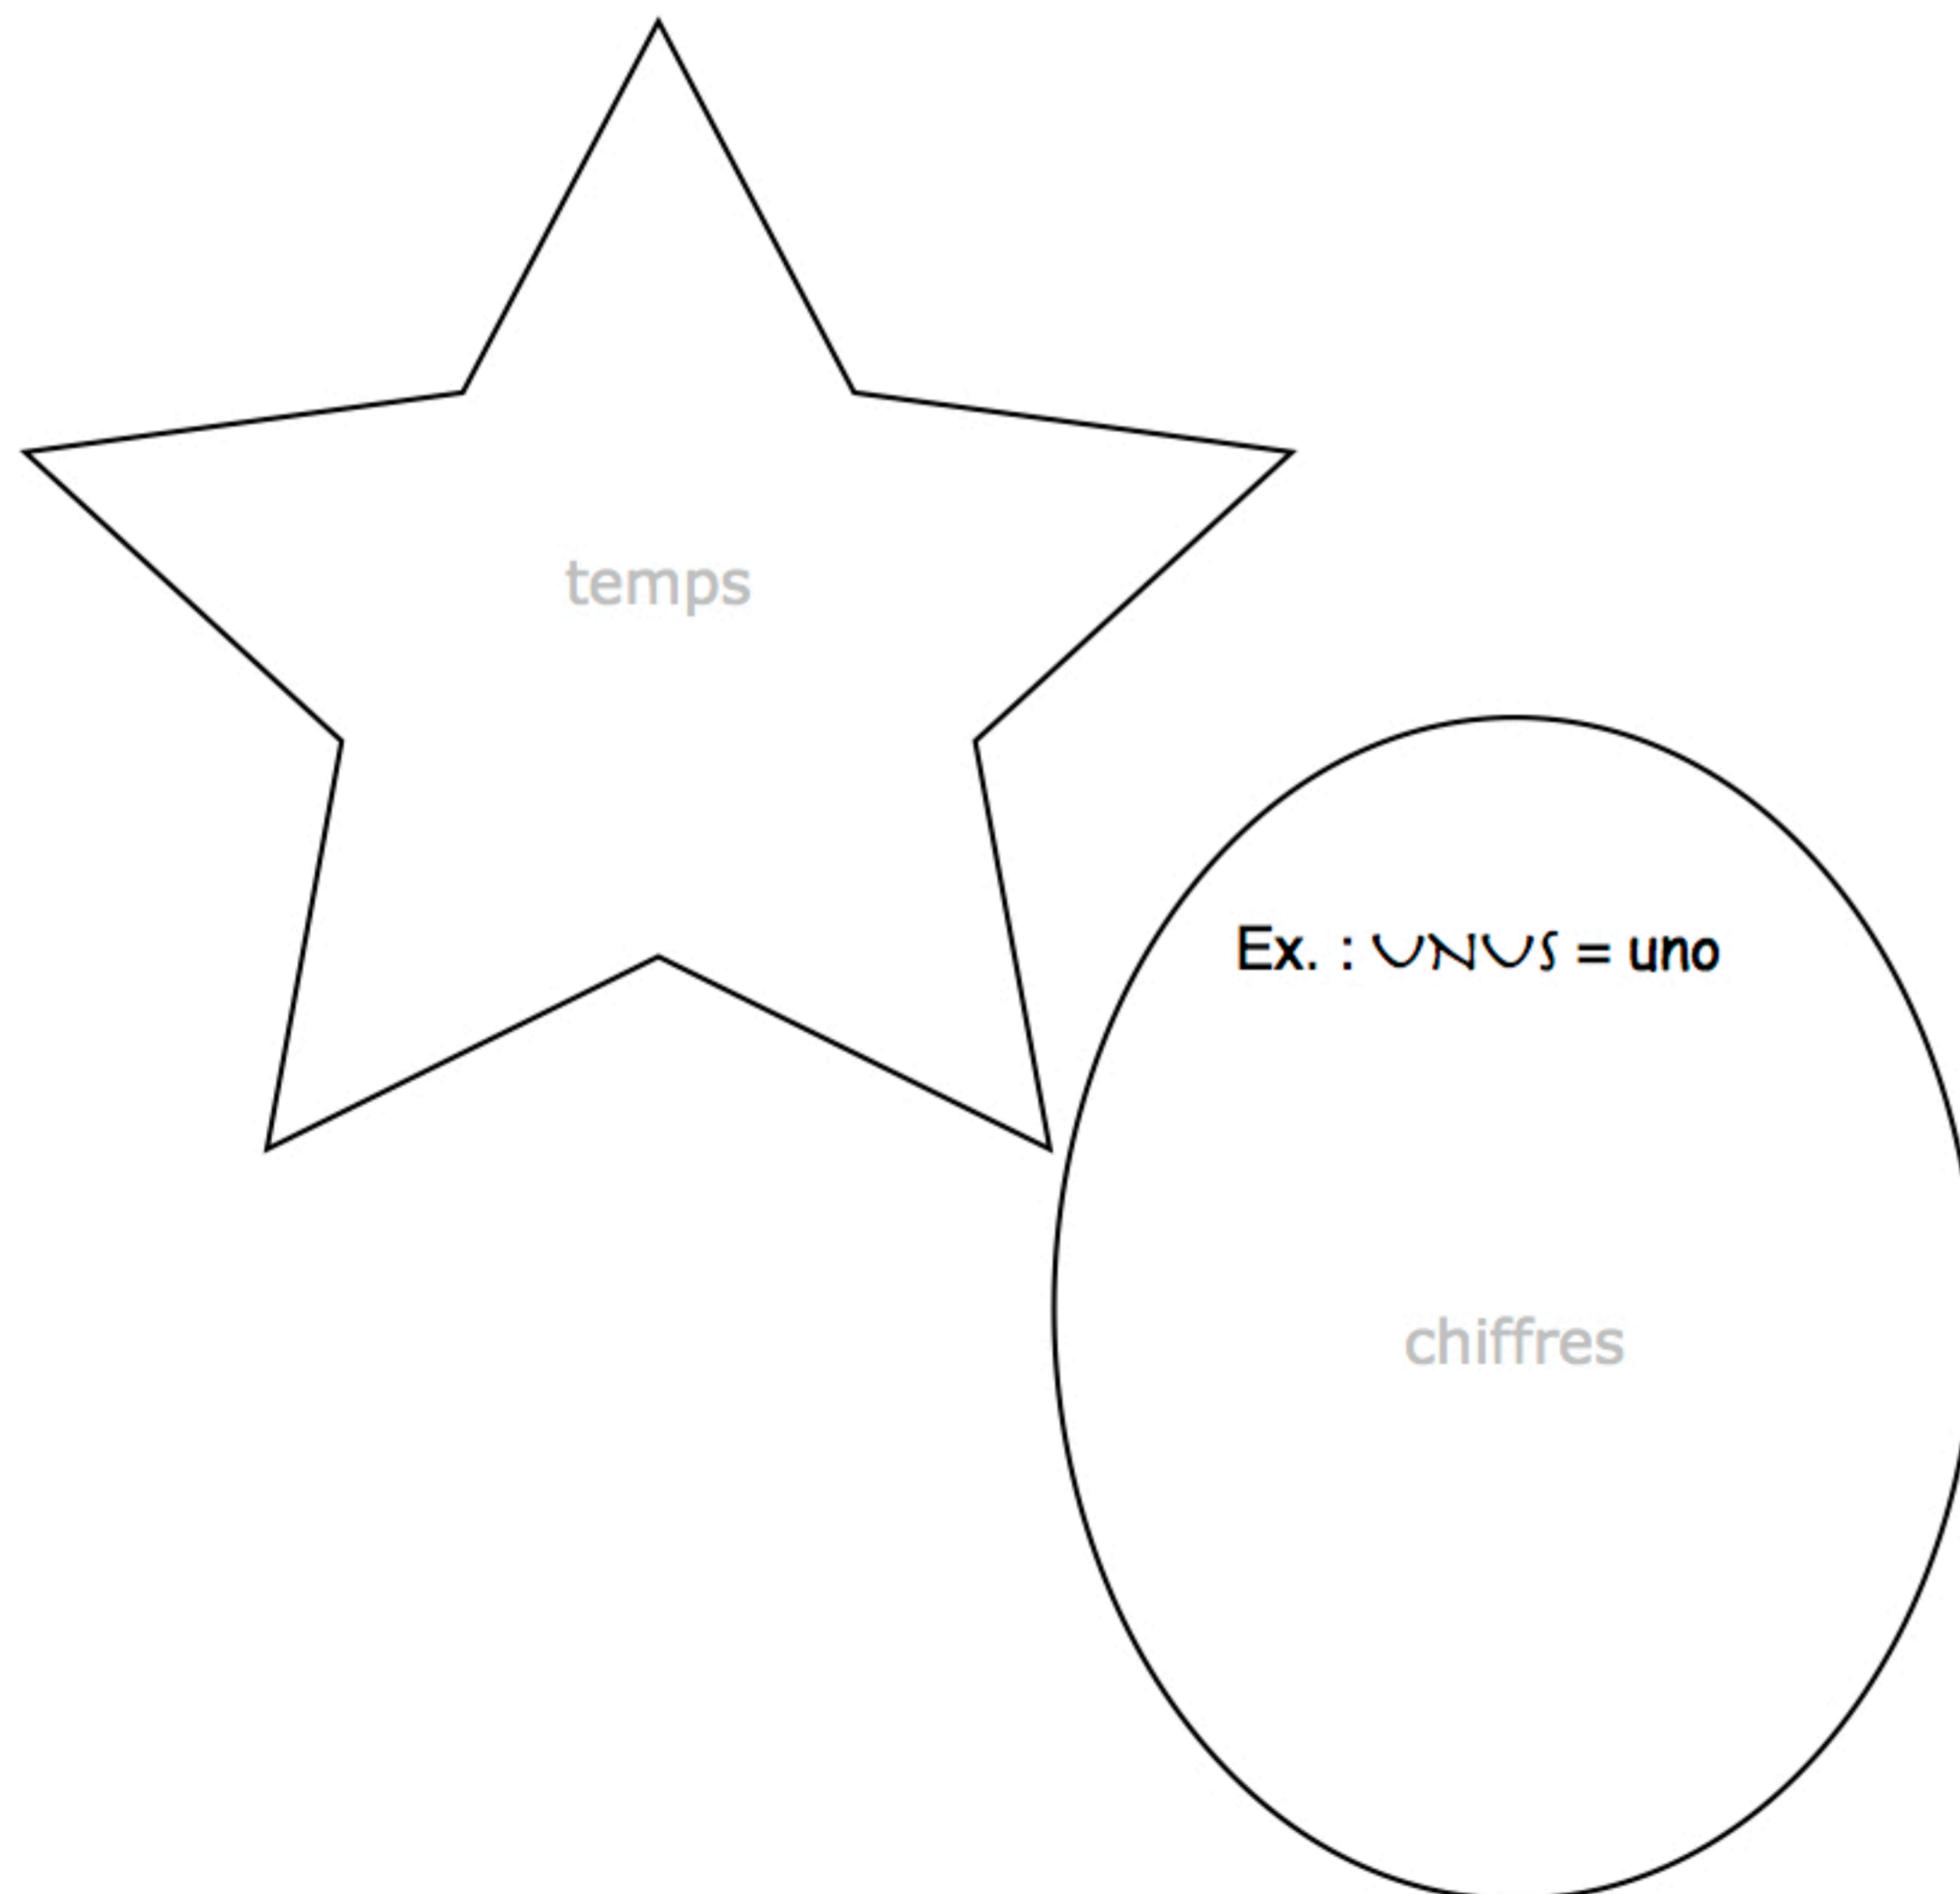 temps
Ex. : UNUS = uno
chiffres